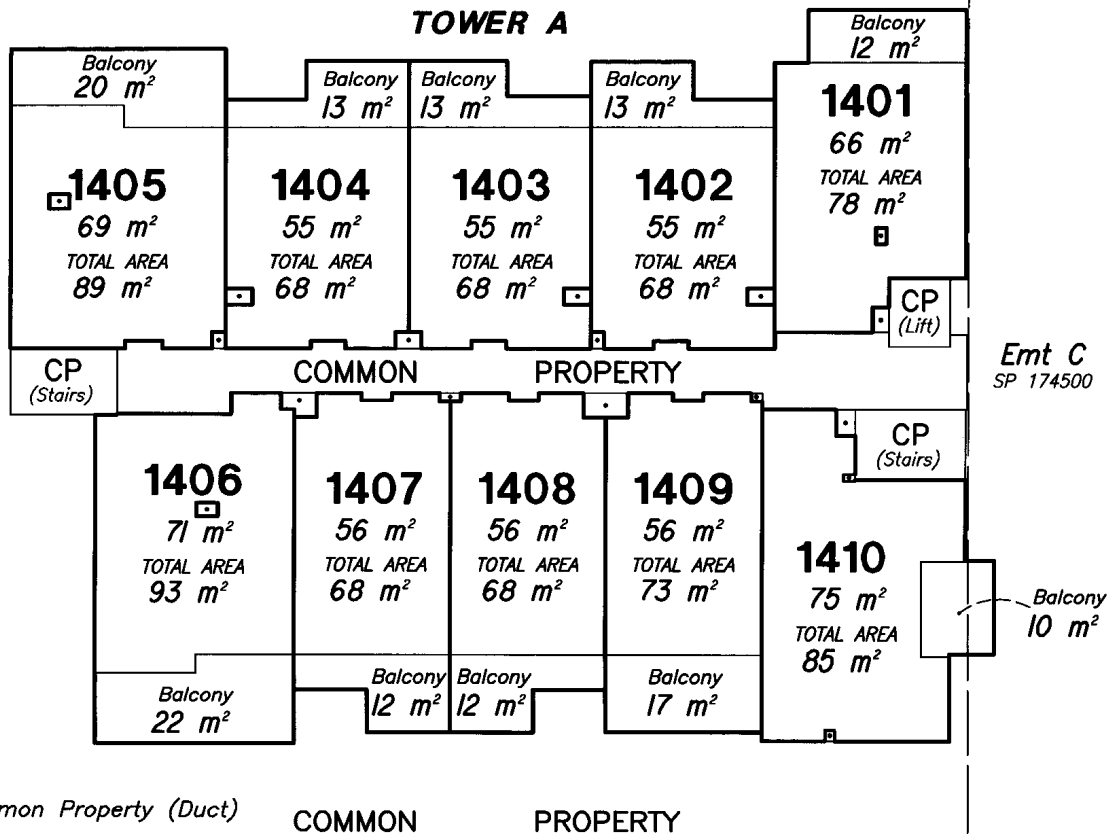 TOWER A
Balcony
20 m²
1405
69 m²
TOTAL AREA
89 m²
Balcony
13 m²
1404
55 m²
TOTAL AREA
68 m²
Balcony
13 m²
1403
55 m²
TOTAL AREA
68 m²
Balcony
13 m²
1402
55 m²
TOTAL AREA
68 m²
Balcony
12 m²
1401
66 m²
TOTAL AREA
78 m²
CP
(Lift)
Emt C
SP 174500
CP
(Stairs)
COMMON PROPERTY
CP
(Stairs)
1406
71 m²
TOTAL AREA
93 m²
Balcony
22 m²
1407
56 m²
TOTAL AREA
68 m²
Balcony
12 m²
1408
56 m²
TOTAL AREA
68 m²
Balcony
12 m²
1409
56 m²
TOTAL AREA
73 m²
Balcony
17 m²
1410
75 m²
TOTAL AREA
85 m²
Balcony
10 m²
mon Property (Duct)
COMMON PROPERTY